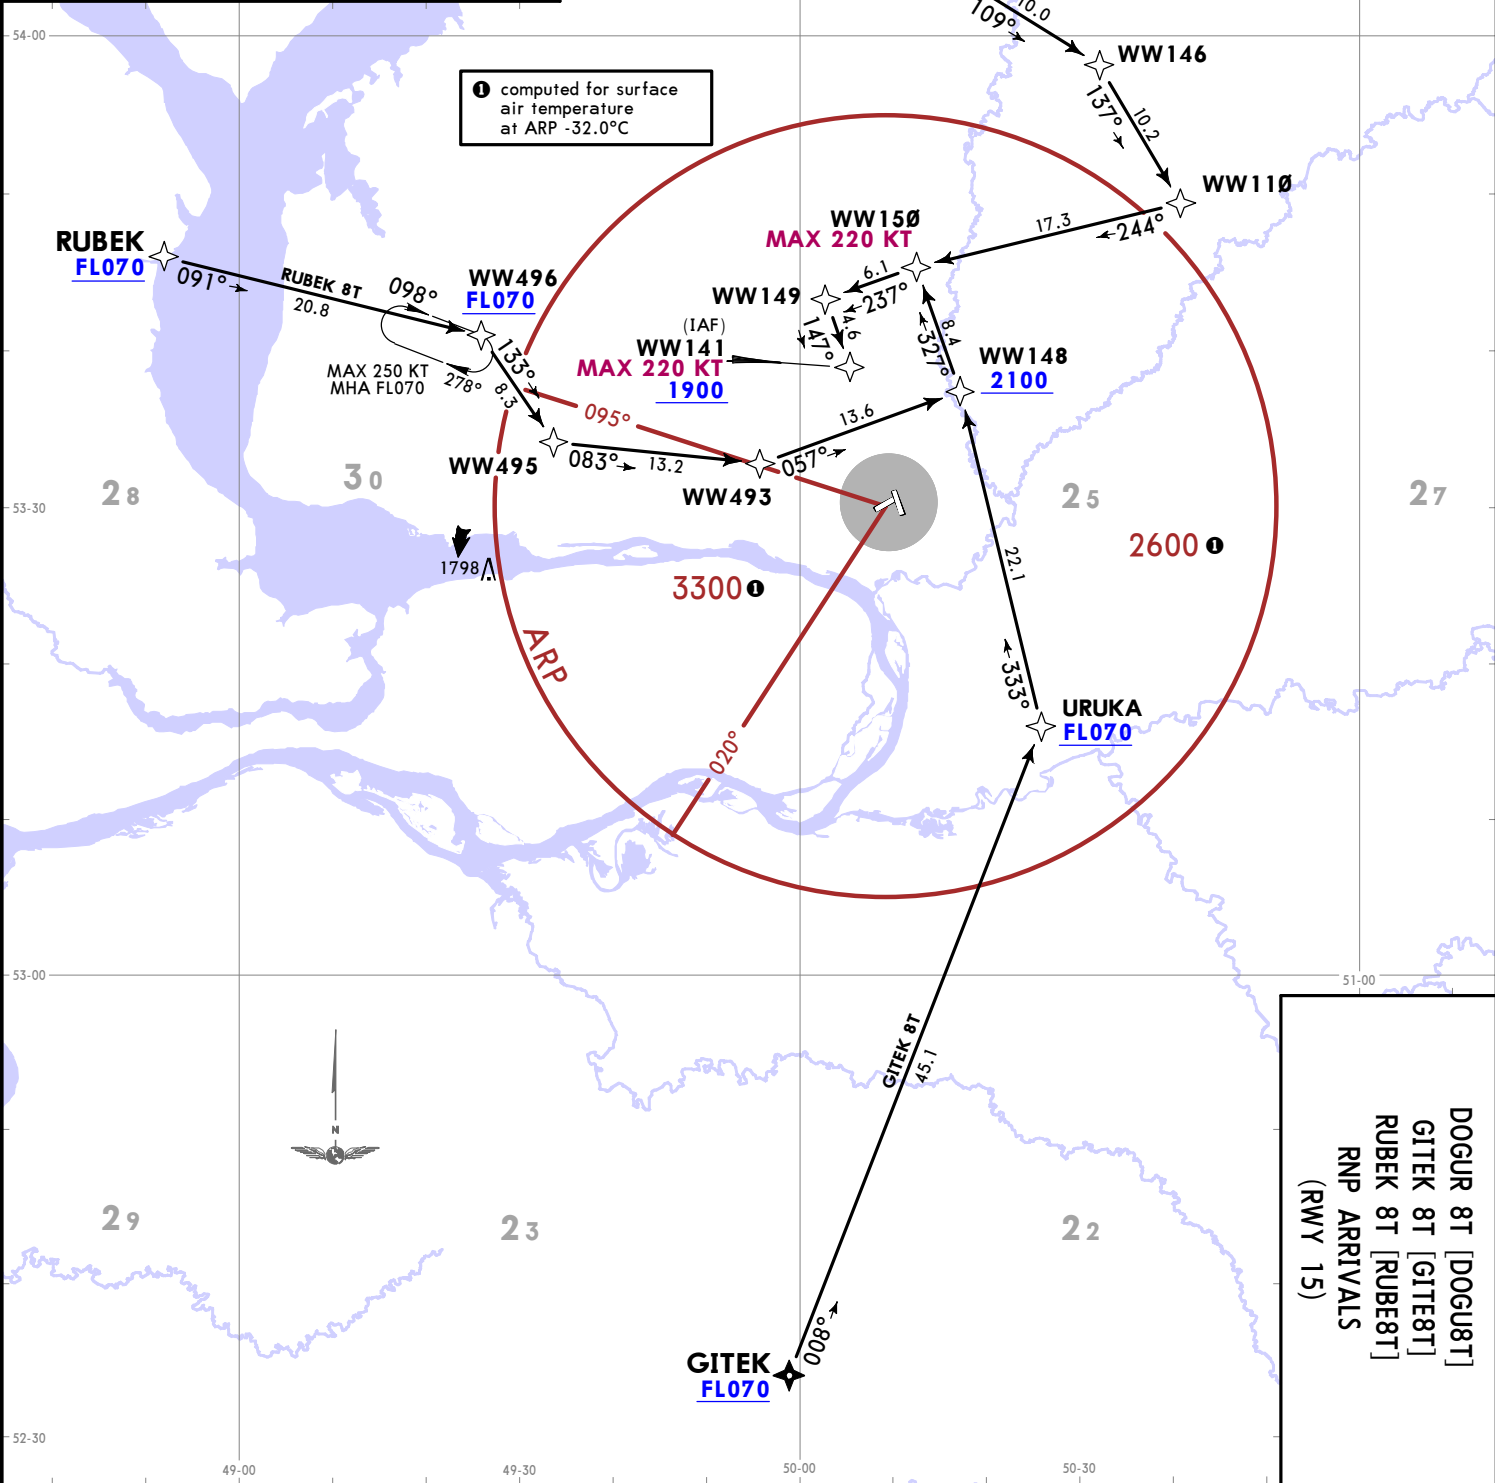 10.0
109°
54-00
WW146
❶ computed for surface
air temperature
at ARP -32.0°C
137°
10.2
WW11Ø
WW15Ø
MAX 220 KT
17.3
244°
RUBEK
FL070
091°
RUBEK 8T
20.8
098°
WW496
FL070
6.1
237°
WW149
4.6
147°
(IAF)
WW141
MAX 220 KT
1900
8.4
327°
WW148
2100
MAX 250 KT
MHA FL070
278°
133°
8.3
095°
13.6
WW495
083°
13.2
057°
WW493
28
30
25
27
53-30
2600 ❶
1798
3300 ❶
22.1
ARP
333°
URUKA
FL070
020°
53-00
51-00
GITEK 8T
45.1
N
29
23
22
DOGUR 8T [DOGU8T]
GITEK 8T [GITE8T]
RUBEK 8T [RUBE8T]
RNP ARRIVALS
(RWY 15)
008°
GITEK
FL070
52-30
49-00
49-30
50-00
50-30